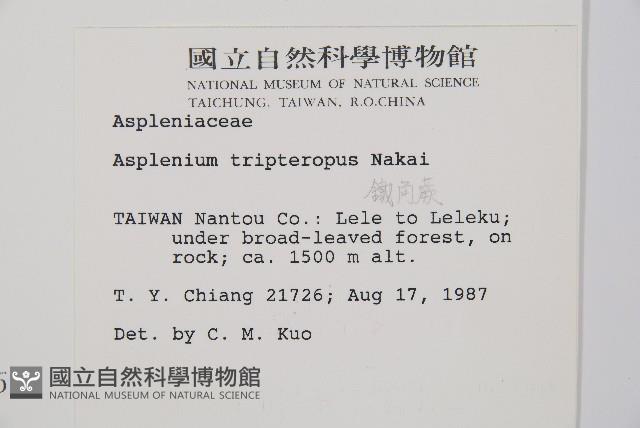 國立自然科學博物館
NATIONAL MUSEUM OF NATURAL SCIENCE
TAICHUNG, TAIWAN, R.O.CHINA
Aspleniaceae
Asplenium tripteropus Nakai
鐵角蕨
TAIWAN Nantou Co.: Lele to Leleku;
under broad-leaved forest, on
rock; ca. 1500 m alt.
T. Y. Chiang 21726; Aug 17, 1987
Det. by C. M. Kuo
國立自然科學博物館
NATIONAL MUSEUM OF NATURAL SCIENCE